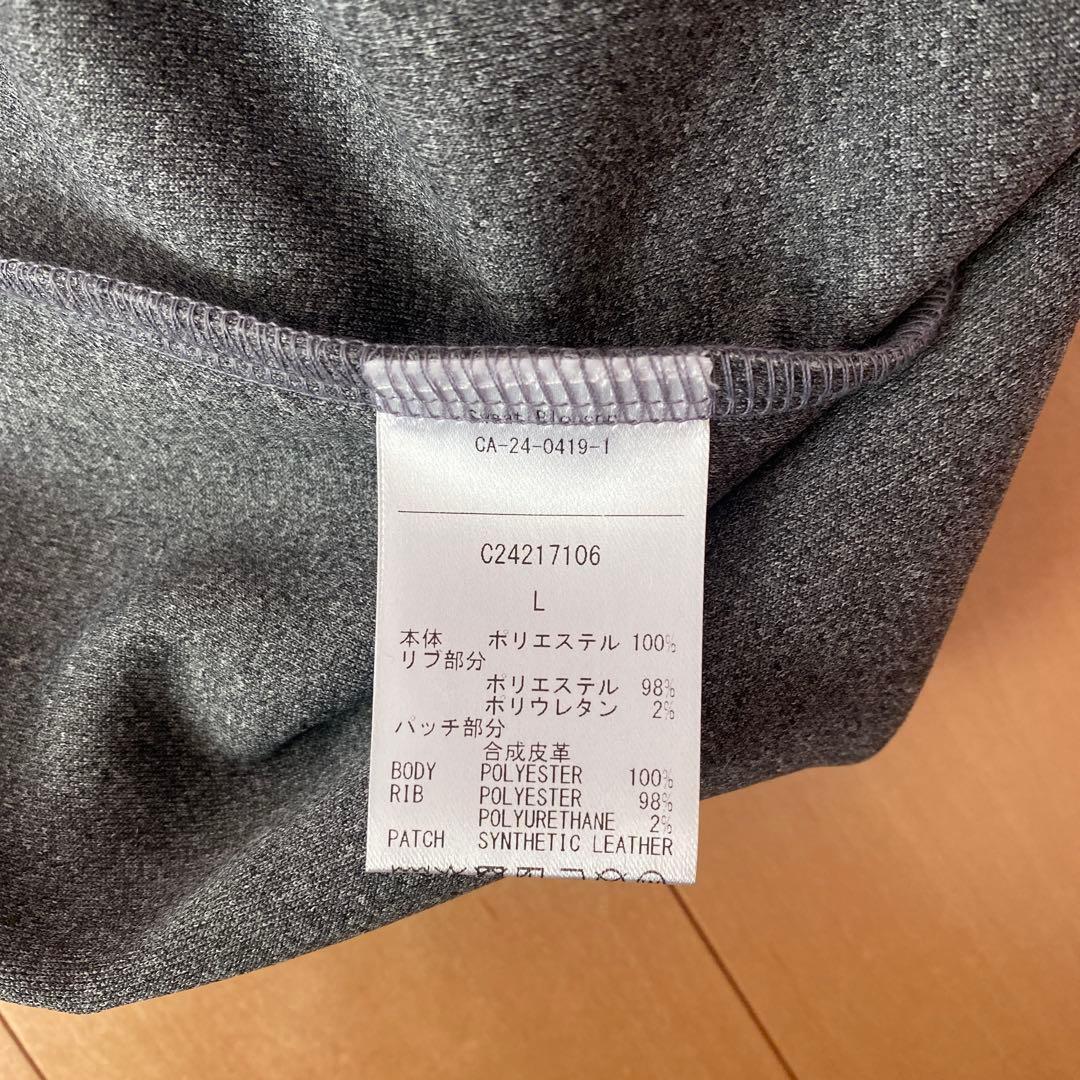 CA-24-0419-1
C24217106
L
本体 ポリエステル 100%
リブ部分
ポリエステル 98%
ポリウレタン 2%
パッチ部分
合成皮革
BODY POLYESTER 100%
RIB POLYESTER 98%
POLYURETHANE 2%
PATCH SYNTHETIC LEATHER